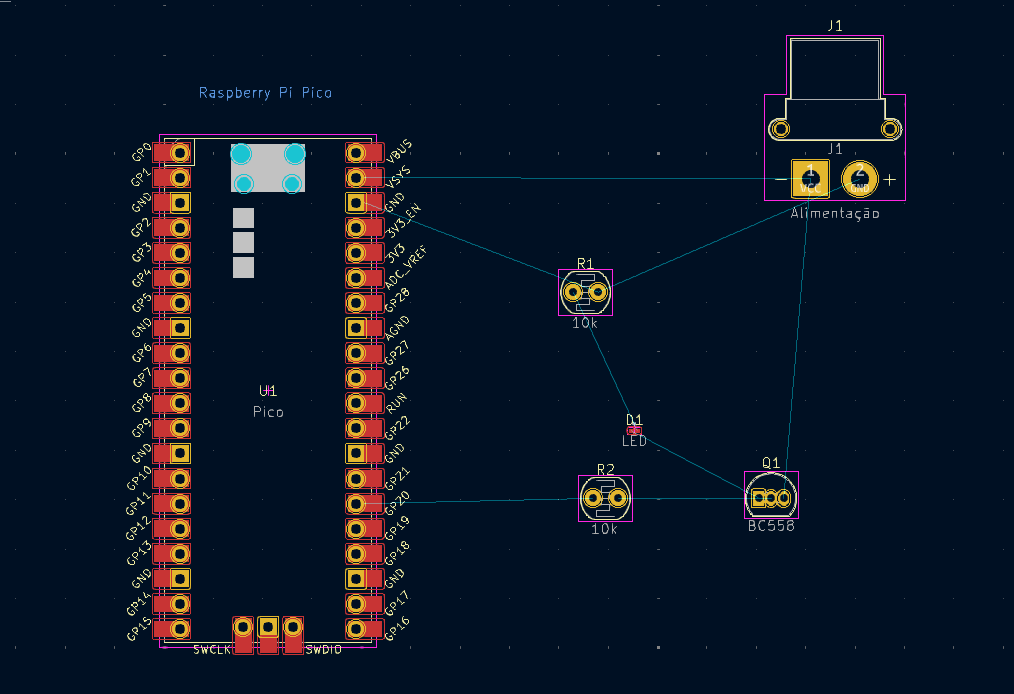 J1
Raspberry Pi Pico
GP0
GP1
GND
GP2
GP3
GP4
GP5
GND
GP6
GP7
GP8
GP9
GND
GP10
GP11
GP12
GP13
GND
GP14
GP15
VBUS
VSYS
GND
3V3_EN
3V3
ADC_VREF
GP28
AGND
GP27
GP26
RUN
GP22
GND
GP21
GP20
GP19
GP18
GND
GP17
GP16
U1
Pico
SWCLK
SWDIO
J1
- 1 2 +
VCC GND
Alimentação
R1
10k
D1
LED
R2
10k
Q1
BC558